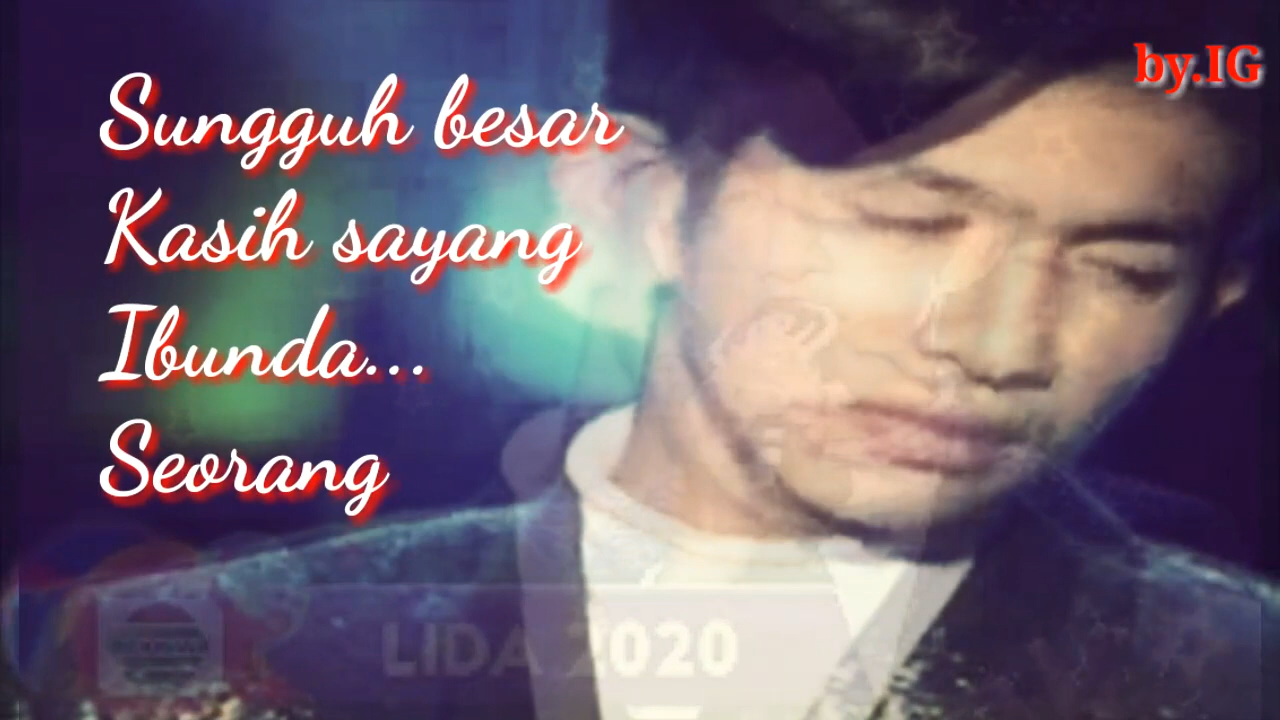 by.IG
Sungguh besar
Kasih sayang
Ibunda...
Seorang
LIDA 2020